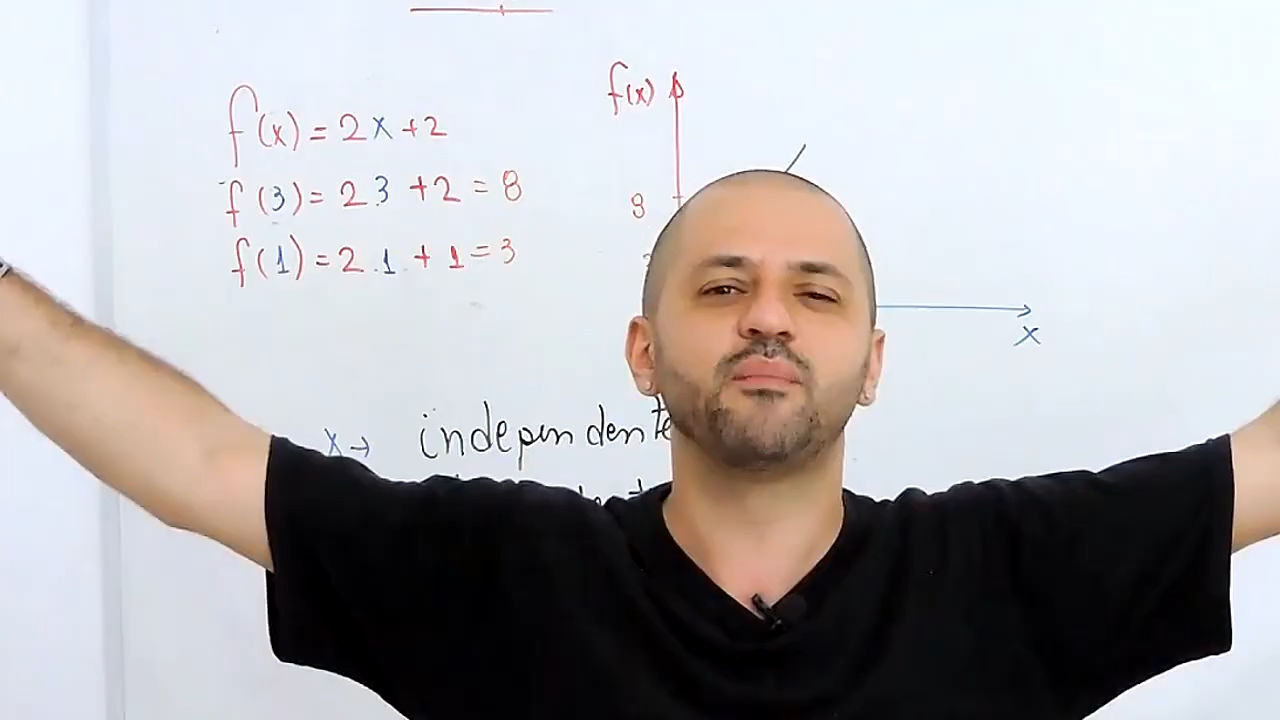 f(x) = 2x + 2
f(3) = 2.3 + 2 = 8
f(1) = 2.1 + 1 = 3
f(x)
8
x
x → independente